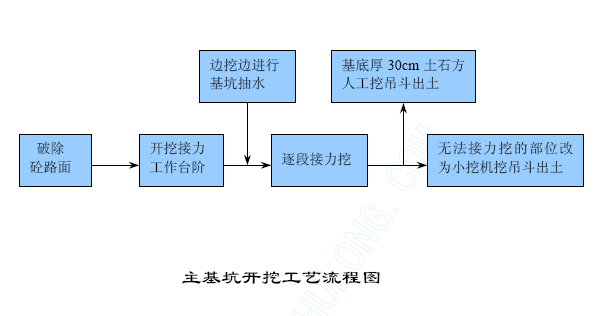 边挖边进行
基坑抽水
基底厚 30cm 土石方
人工挖吊斗出土
破除
砼路面
开挖接力
工作台阶
逐段接力挖
无法接力挖的部位改
为小挖机挖吊斗出土
主基坑开挖工艺流程图